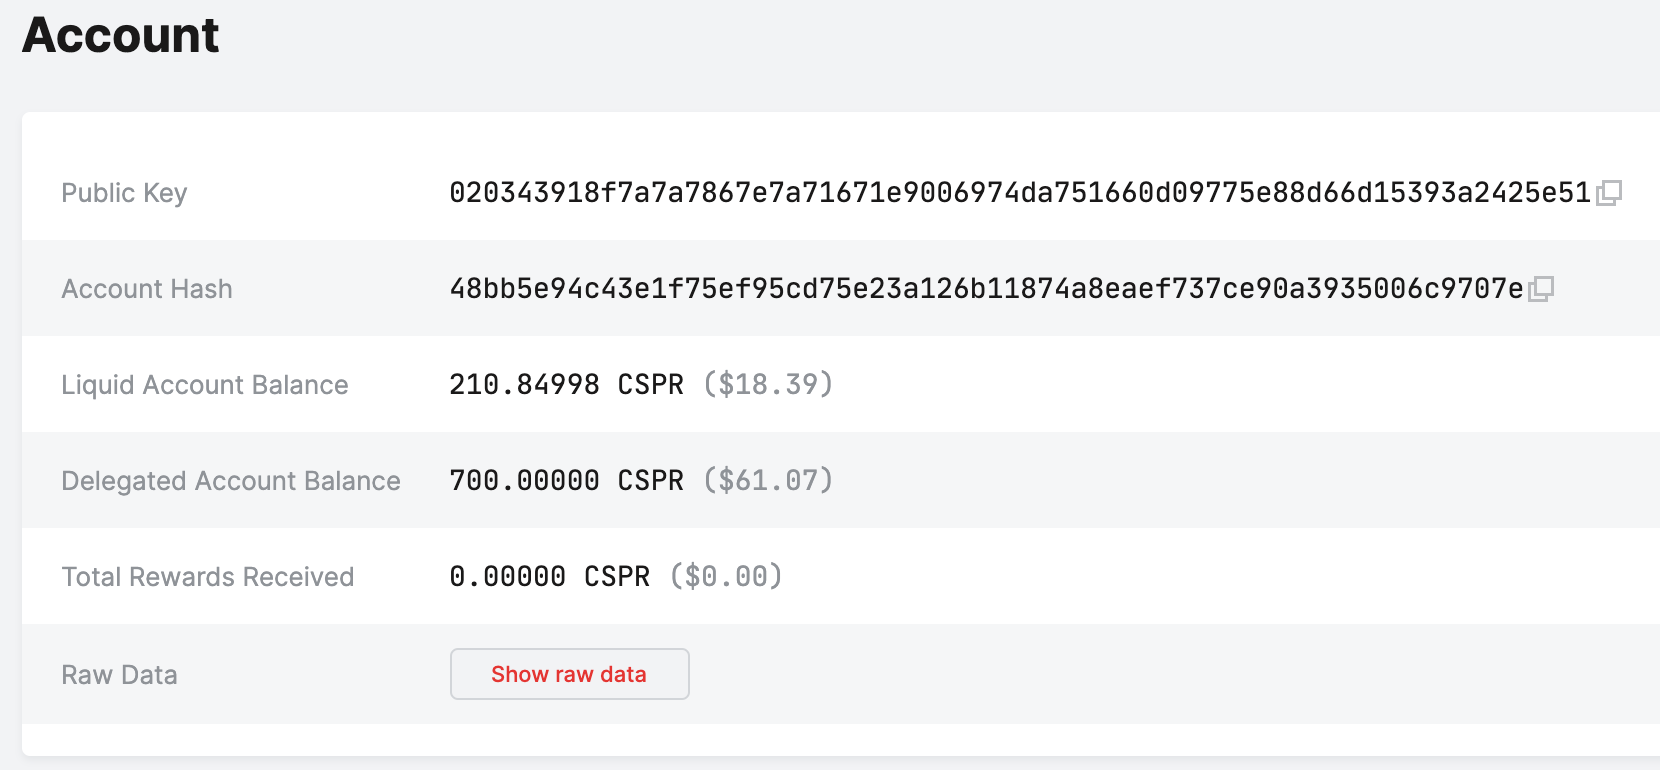 Account
Public Key 020343918f7a7a7867e7a71671e9006974da751660d09775e88d66d15393a2425e51
Account Hash 48bb5e94c43e1f75ef95cd75e23a126b11874a8eaef737ce90a3935006c9707e
Liquid Account Balance 210.84998 CSPR ($18.39)
Delegated Account Balance 700.00000 CSPR ($61.07)
Total Rewards Received 0.00000 CSPR ($0.00)
Raw Data Show raw data